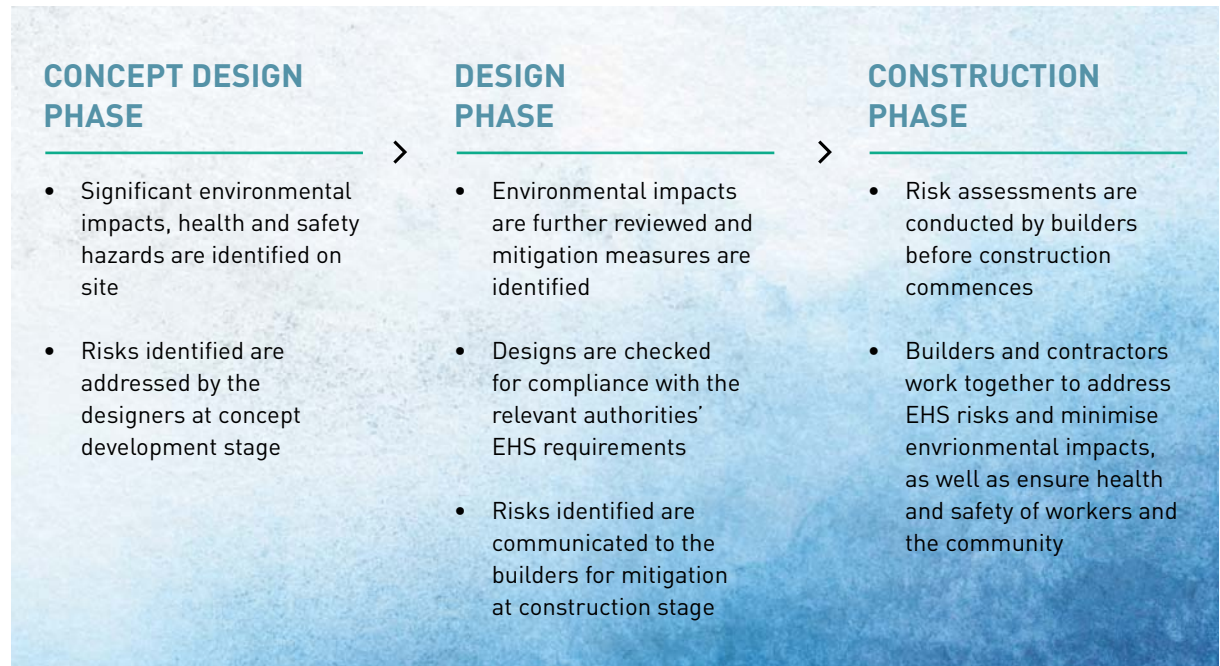 CONCEPT DESIGN
PHASE
• Significant environmental
impacts, health and safety
hazards are identified on
site
• Risks identified are
addressed by the
designers at concept
development stage
>
DESIGN
PHASE
• Environmental impacts
are further reviewed and
mitigation measures are
identified
• Designs are checked
for compliance with the
relevant authorities’
EHS requirements
• Risks identified are
communicated to the
builders for mitigation
at construction stage
>
CONSTRUCTION
PHASE
• Risk assessments are
conducted by builders
before construction
commences
• Builders and contractors
work together to address
EHS risks and minimise
envrionmental impacts,
as well as ensure health
and safety of workers and
the community